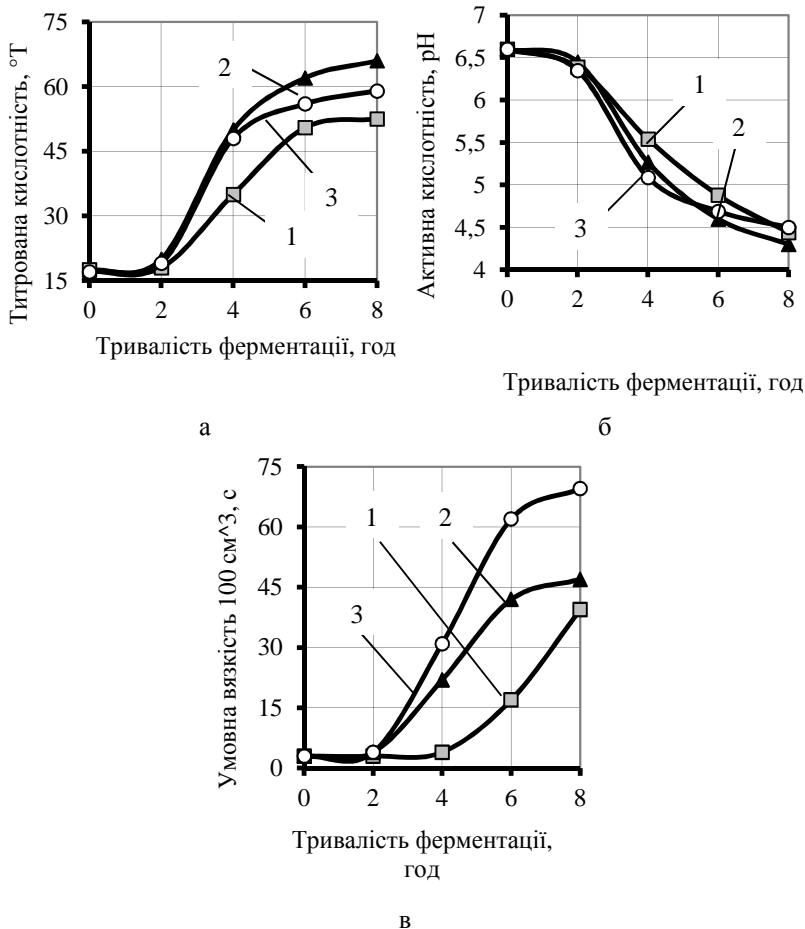 Титрована кислотність, °Т
75
60
45
30
15
0 2 4 6 8
2
3
1
Тривалість ферментації, год
а
Активна кислотність, рН
7
6,5
6
5,5
5
4,5
4
0 2 4 6 8
1
2
3
Тривалість ферментації, год
б
Умовна вязкість 100 см^3, с
75
60
45
30
15
0
0 2 4 6 8
1
2
3
Тривалість ферментації,
год
в